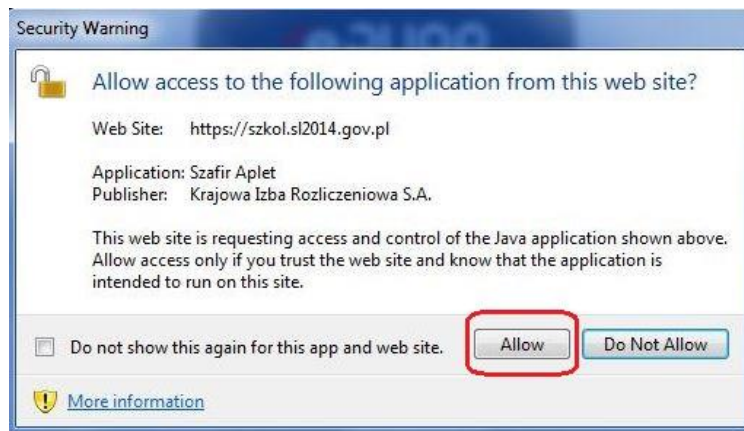 Security Warning
Allow access to the following application from this web site?
Web Site: https://szkol.sl2014.gov.pl
Application: Szafir Aplet
Publisher: Krajowa Izba Rozliczeniowa S.A.
This web site is requesting access and control of the Java application shown above.
Allow access only if you trust the web site and know that the application is
intended to run on this site.
Do not show this again for this app and web site. Allow Do Not Allow
More information